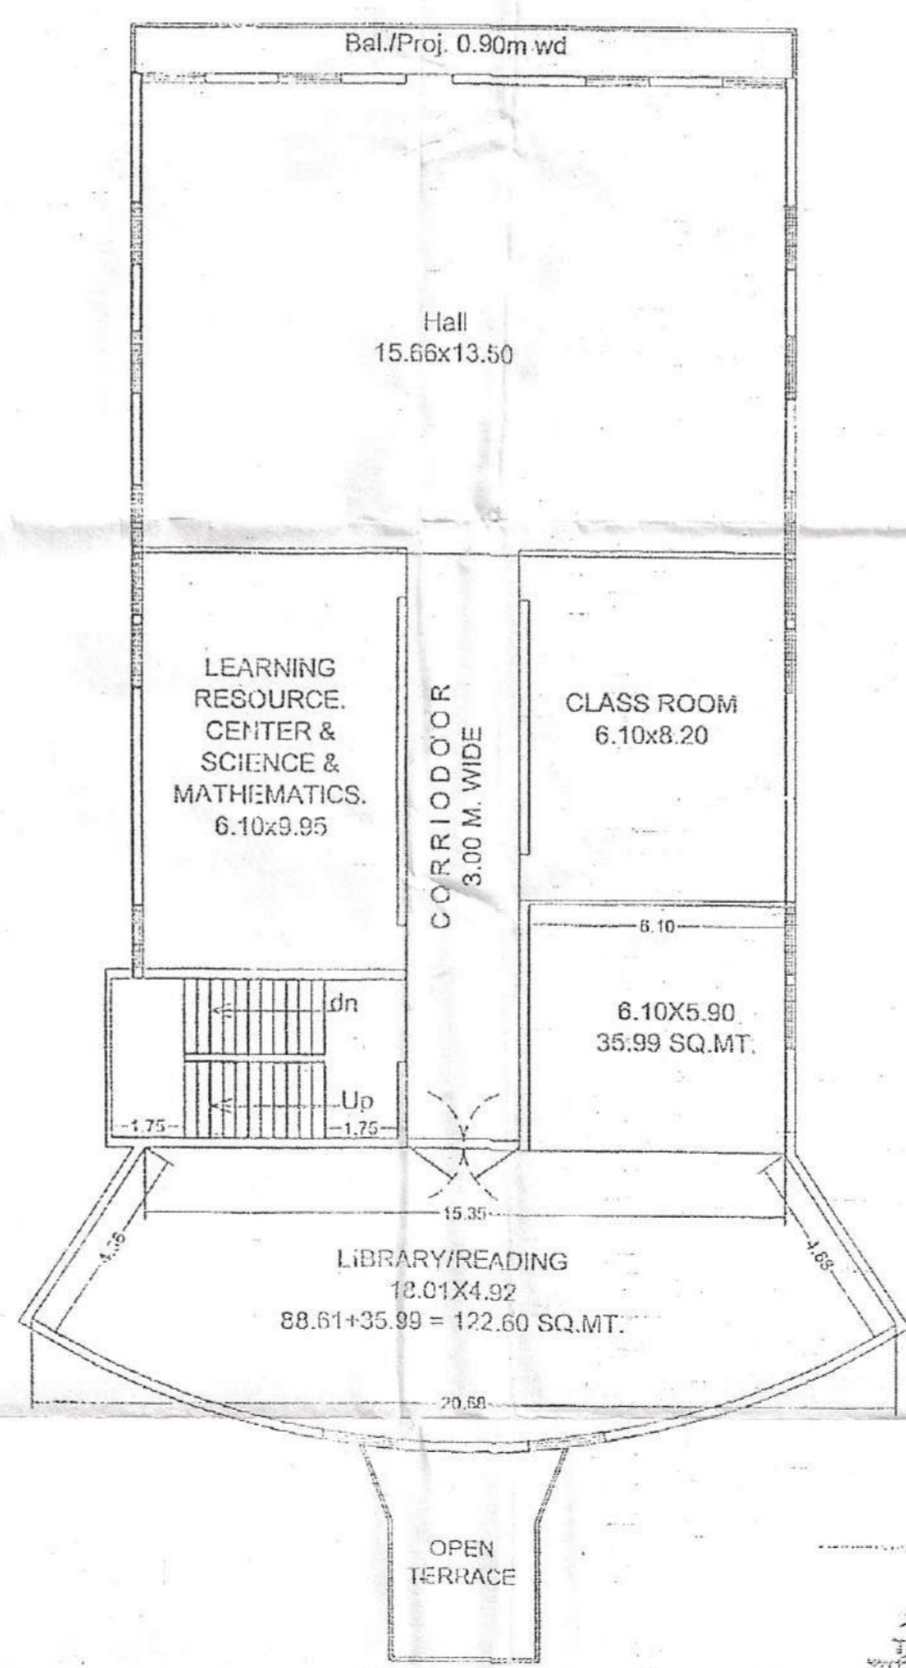 Bal./Proj. 0.90m wd
Hall
15.66x13.50
LEARNING
RESOURCE.
CENTER &
SCIENCE &
MATHEMATICS.
6.10x9.95
CORRIODOOR
3.00 M. WIDE
CLASS ROOM
6.10x8.20
6.10
6.10X5.90
35.99 SQ.MT.
dn
Up
1.75
1.75
15.35
4.68
LIBRARY/READING
18.01X4.92
88.61+35.99 = 122.60 SQ.MT.
20.68
OPEN
TERRACE